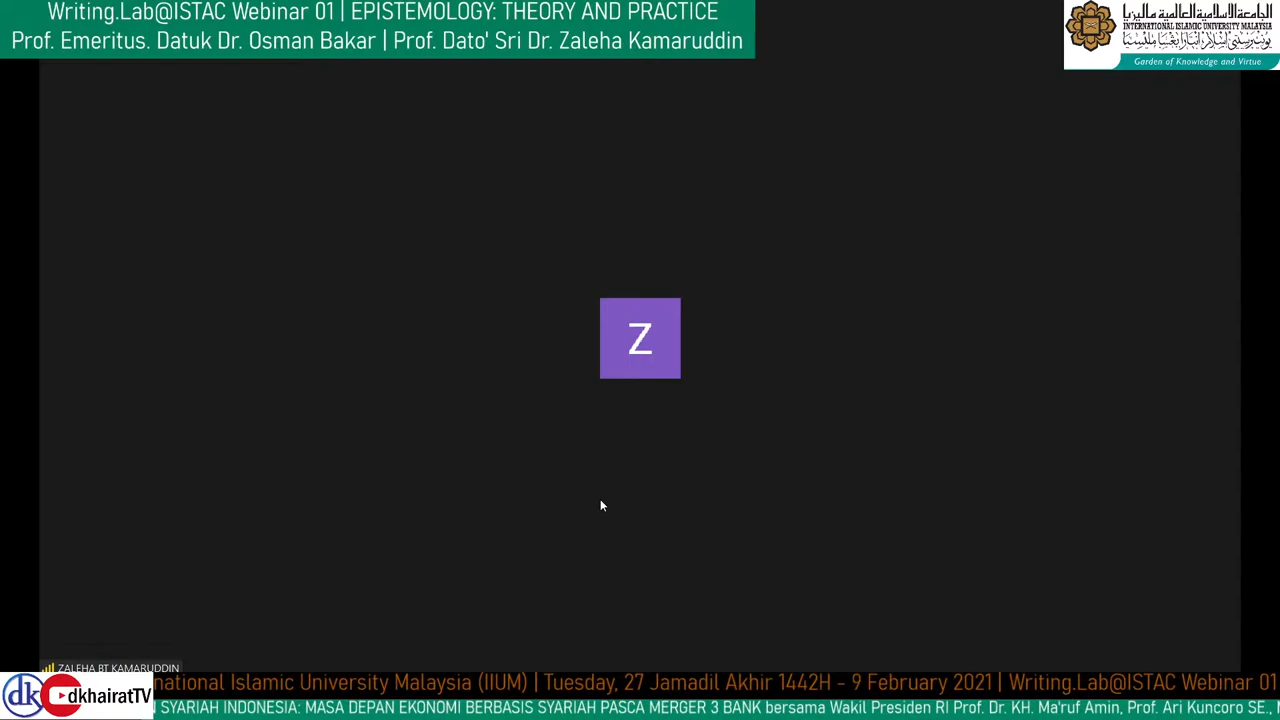 Writing.Lab@ISTAC Webinar 01 | EPISTEMOLOGY: THEORY AND PRACTICE
Prof. Emeritus. Datuk Dr. Osman Bakar | Prof. Dato' Sri Dr. Zaleha Kamaruddin
الجامعة الإسلامية العالمية ماليزيا
INTERNATIONAL ISLAMIC UNIVERSITY MALAYSIA
Garden of Knowledge and Virtue
Z
ZALEHA BT KAMARUDDIN
dk dkhairatTV
national Islamic University Malaysia (IIUM) | Tuesday, 27 Jamadil Akhir 1442H - 9 February 2021 | Writing.Lab@ISTAC Webinar 01
SYARIAH INDONESIA: MASA DEPAN EKONOMI BERBASIS SYARIAH PASCA MERGER 3 BANK bersama Wakil Presiden RI Prof. Dr. KH. Ma'ruf Amin, Prof. Ari Kuncoro SE.,